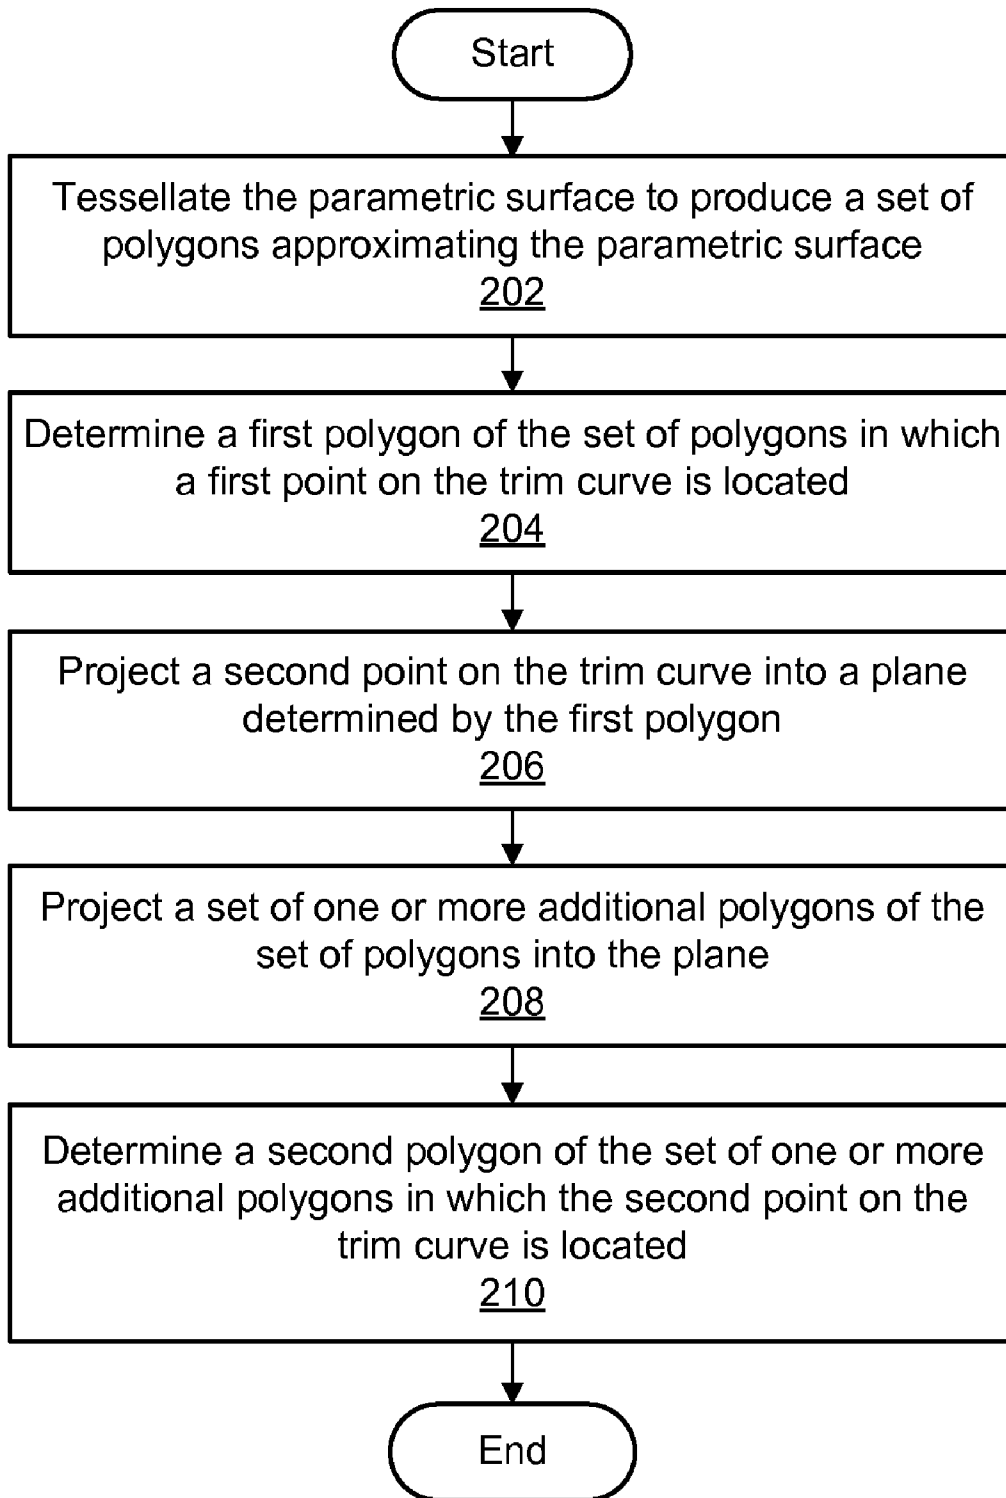 Start
Tessellate the parametric surface to produce a set of
polygons approximating the parametric surface
202
Determine a first polygon of the set of polygons in which
a first point on the trim curve is located
204
Project a second point on the trim curve into a plane
determined by the first polygon
206
Project a set of one or more additional polygons of the
set of polygons into the plane
208
Determine a second polygon of the set of one or more
additional polygons in which the second point on the
trim curve is located
210
End